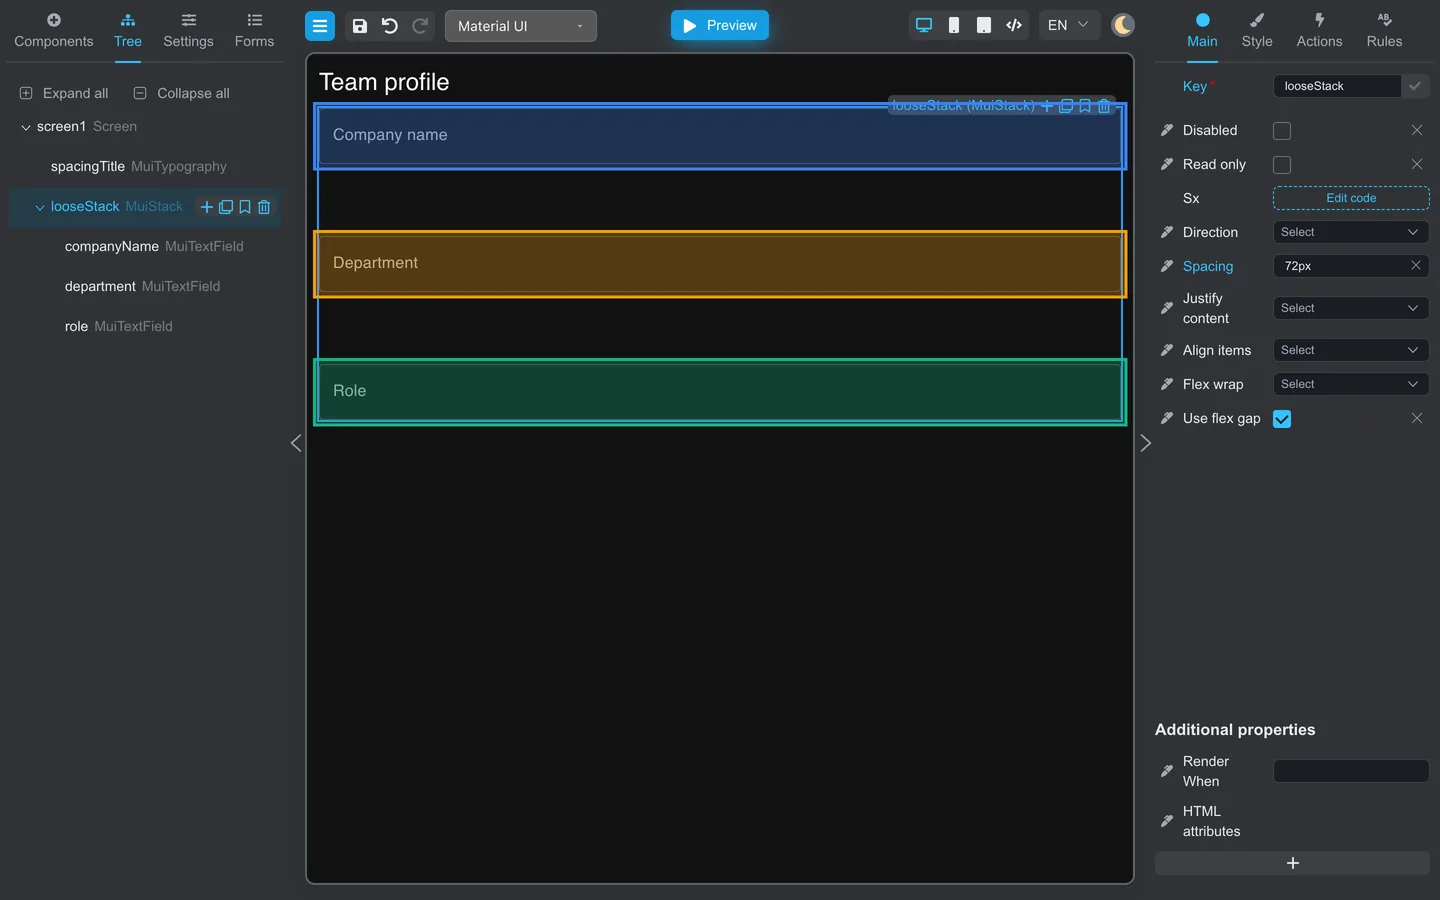 Components
Tree
Settings
Forms
Material UI
Preview
EN
Main
Style
Actions
AB
Rules
Expand all
Collapse all
screen1 Screen
spacingTitle MuiTypography
looseStack MuiStack
companyName MuiTextField
department MuiTextField
role MuiTextField
Team profile
looseStack (MuiStack)
Company name
Department
Role
Key*
looseStack
Disabled
Read only
Sx
Edit code
Direction
Select
Spacing
72px
Justify
content
Select
Align items
Select
Flex wrap
Select
Use flex gap
Additional properties
Render
When
HTML
attributes